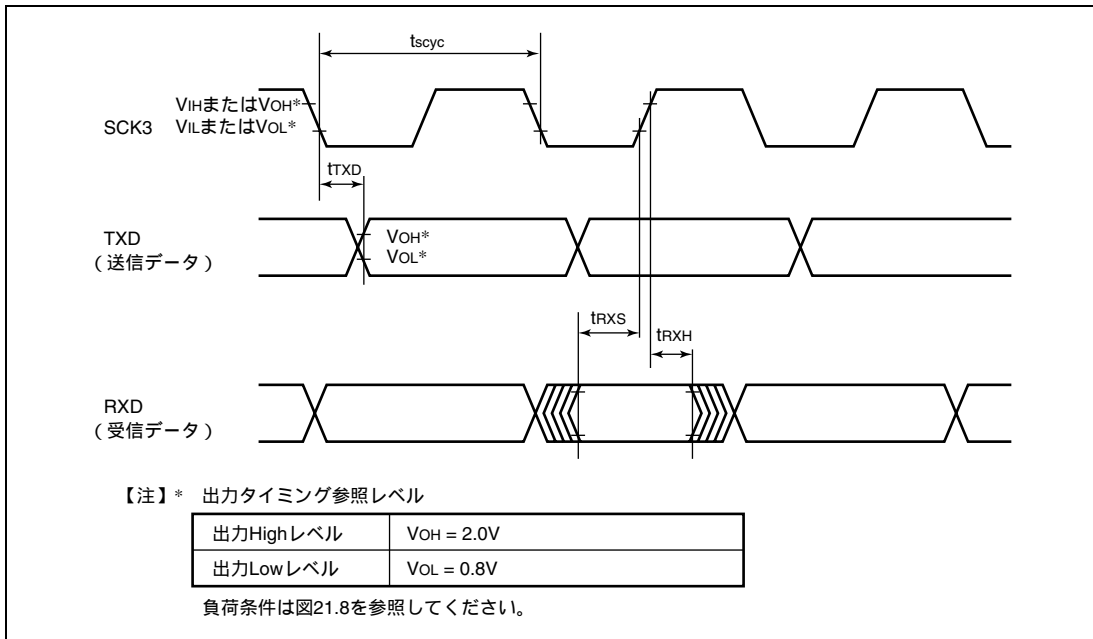 tscyc
VIHまたはVOH*
SCK3
VILまたはVOL*
tTXD
TXD
（送信データ）
VOH*
VOL*
tRXS
tRXH
RXD
（受信データ）
【注】* 出力タイミング参照レベル
出力Highレベル VOH = 2.0V
出力Lowレベル VOL = 0.8V
負荷条件は図21.8を参照してください。